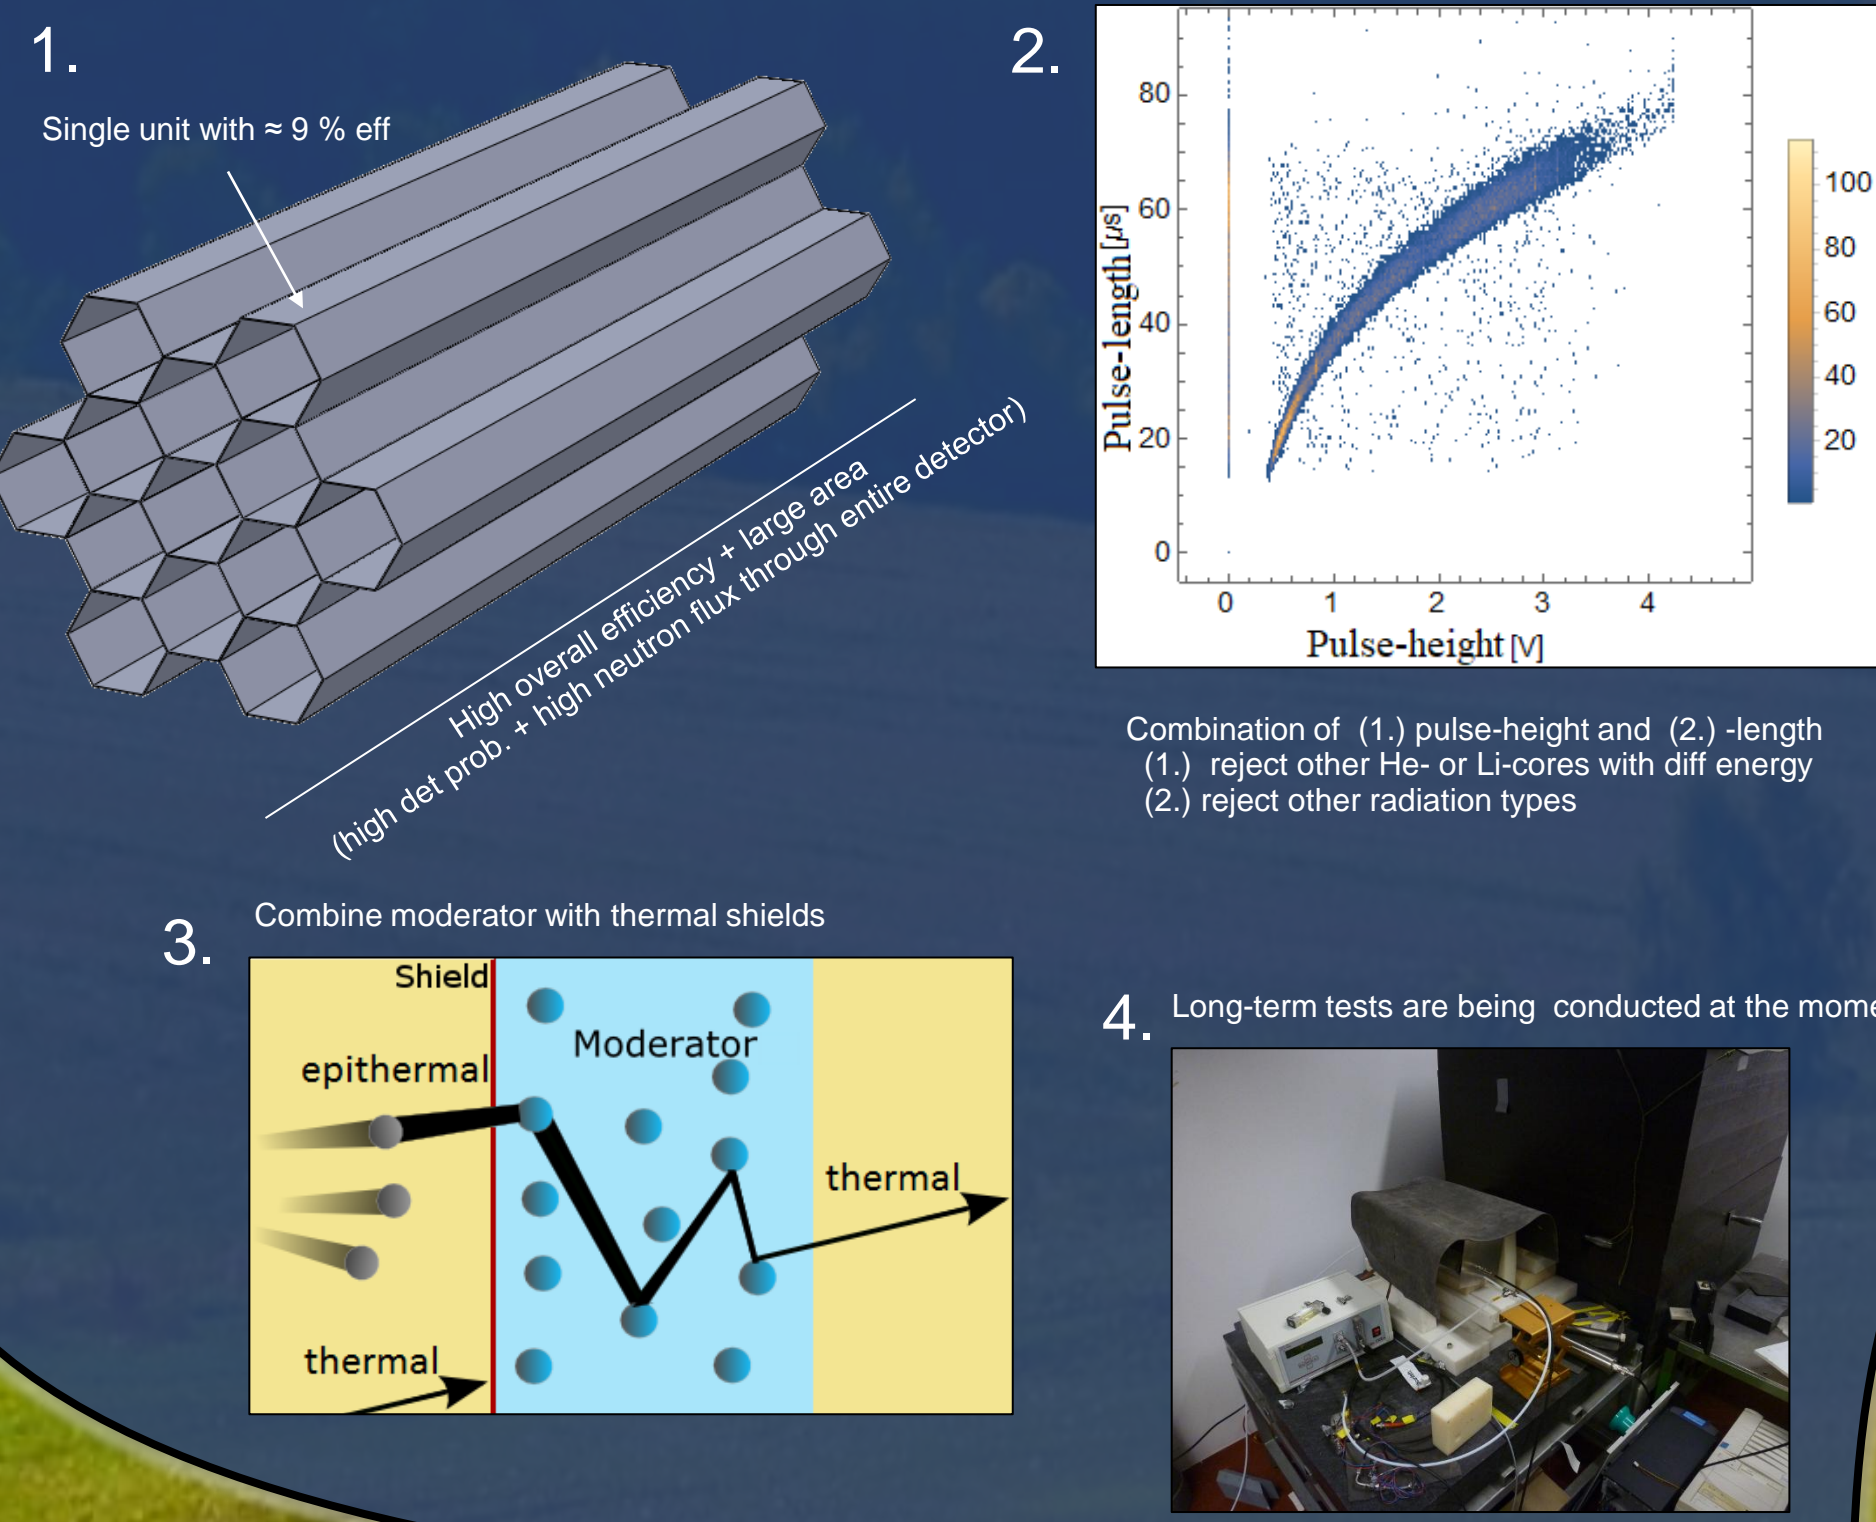 1.
Single unit with ≈ 9 % eff
High overall efficiency + large area
(high det prob. + high neutron flux through entire detector)
2.
Pulse-length [µs]
80
60
40
20
0
0 1 2 3 4
Pulse-height [V]
100
80
60
40
20
Combination of (1.) pulse-height and (2.) -length
(1.) reject other He- or Li-cores with diff energy
(2.) reject other radiation types
3.
Combine moderator with thermal shields
Shield
Moderator
epithermal
thermal
thermal
4.
Long-term tests are being conducted at the mome